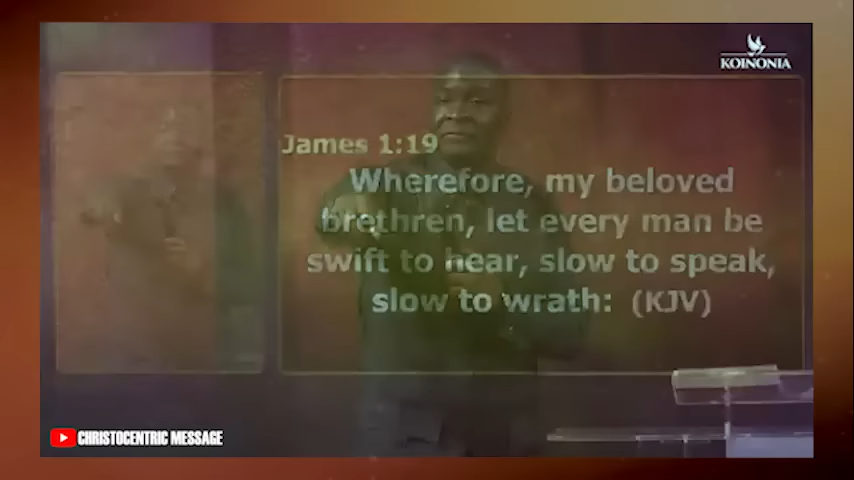 KOINONIA
James 1:19
Wherefore, my beloved
brethren, let every man be
swift to hear, slow to speak,
slow to wrath: (KJV)
CHRISTOCENTRIC MESSAGE